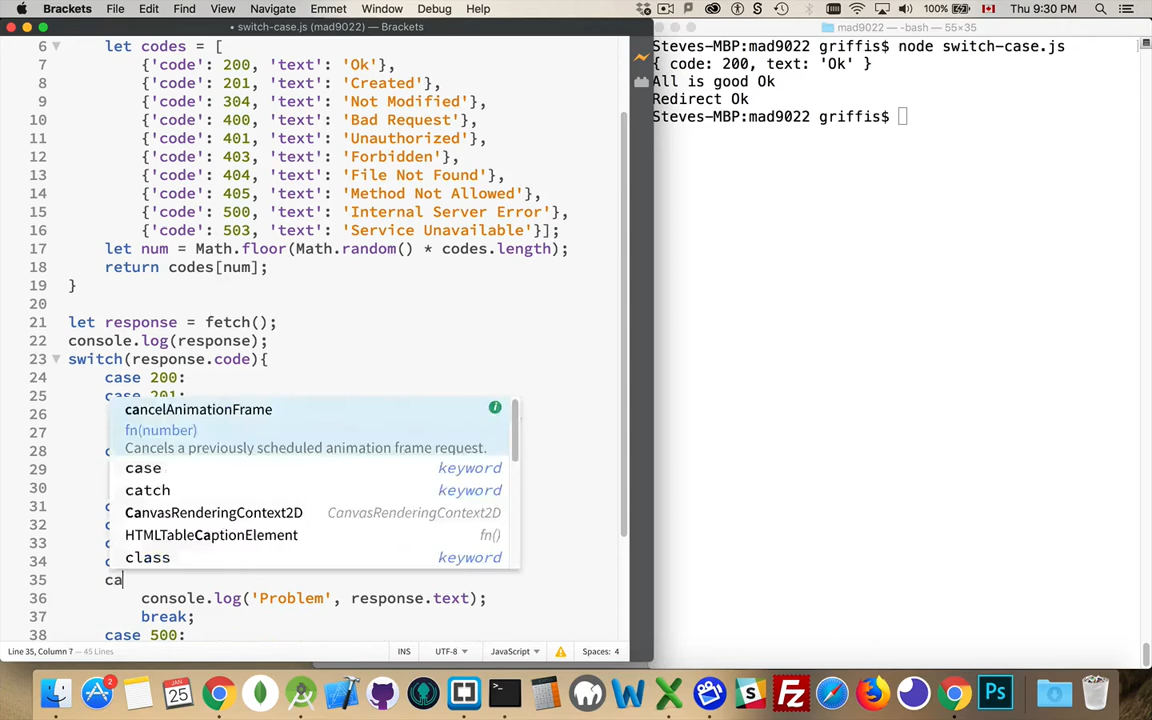 Brackets File Edit Find View Navigate Emmet Window Debug Help 100% Thu 9:30 PM
• switch-case.js (mad9022) — Brackets
mad9022 — -bash — 55×35
6 let codes = [
7 {'code': 200, 'text': 'Ok'},
8 {'code': 201, 'text': 'Created'},
9 {'code': 304, 'text': 'Not Modified'},
10 {'code': 400, 'text': 'Bad Request'},
11 {'code': 401, 'text': 'Unauthorized'},
12 {'code': 403, 'text': 'Forbidden'},
13 {'code': 404, 'text': 'File Not Found'},
14 {'code': 405, 'text': 'Method Not Allowed'},
15 {'code': 500, 'text': 'Internal Server Error'},
16 {'code': 503, 'text': 'Service Unavailable'}];
17 let num = Math.floor(Math.random() * codes.length);
18 return codes[num];
19 }
20
21 let response = fetch();
22 console.log(response);
23 switch(response.code){
24 case 200:
25 case 201:
26
27
28
29
30
31
32
33
34
cancelAnimationFrame
fn(number)
Cancels a previously scheduled animation frame request.
case keyword
catch keyword
CanvasRenderingContext2D CanvasRenderingContext2D
HTMLTableCaptionElement fn()
class keyword
35 ca
36 console.log('Problem', response.text);
37 break;
38 case 500:
Line 35, Column 7 — 45 Lines INS UTF-8 JavaScript Spaces: 4
Steves-MBP:mad9022 griffis$ node switch-case.js
{ code: 200, text: 'Ok' }
All is good Ok
Redirect Ok
Steves-MBP:mad9022 griffis$
2
JAN
25
W
S
Fz
Ps